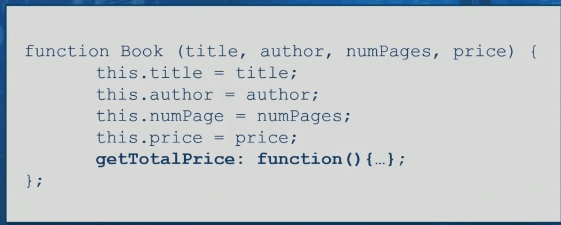 function Book (title, author, numPages, price) {
this.title = title;
this.author = author;
this.numPage = numPages;
this.price = price;
getTotalPrice: function(){…};
};